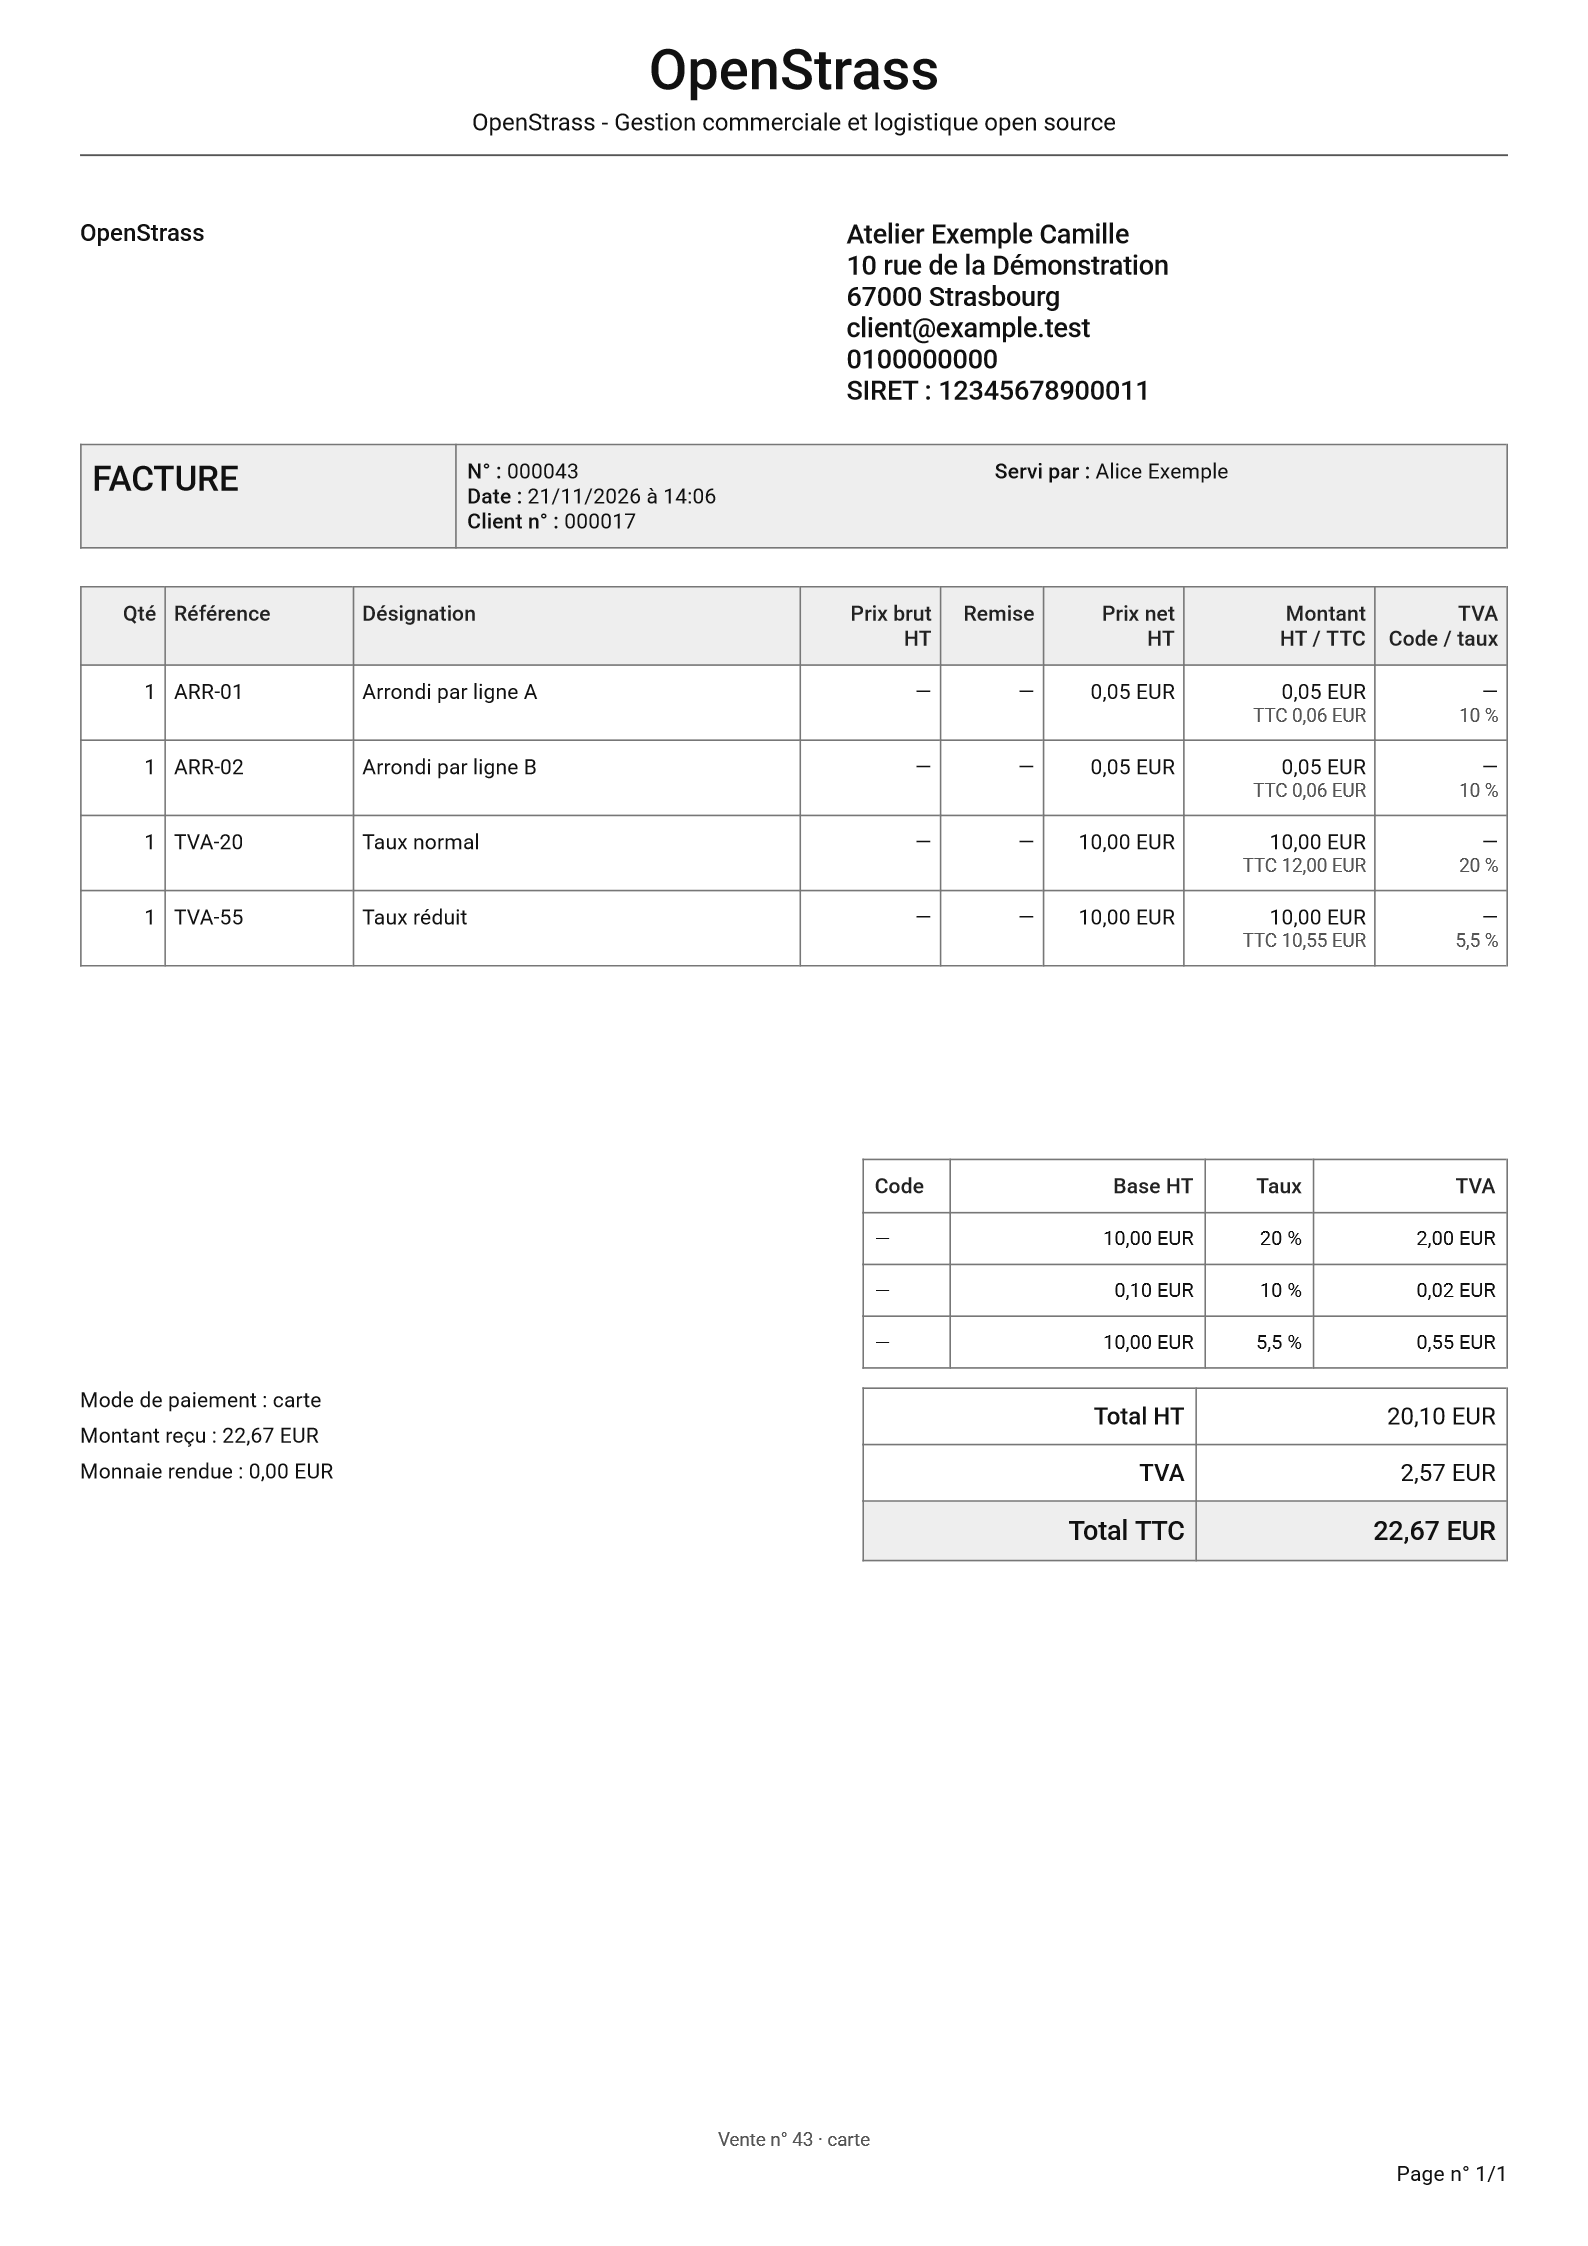 OpenStrass
OpenStrass - Gestion commerciale et logistique open source
OpenStrass
Atelier Exemple Camille
10 rue de la Démonstration
67000 Strasbourg
client@example.test
0100000000
SIRET : 12345678900011
FACTURE
N° : 000043
Date : 21/11/2026 à 14:06
Client n° : 000017
Servi par : Alice Exemple
Qté Référence Désignation Prix brut HT Remise Prix net HT Montant HT / TTC TVA Code / taux
1 ARR-01 Arrondi par ligne A — — 0,05 EUR 0,05 EUR —
TTC 0,06 EUR 10 %
1 ARR-02 Arrondi par ligne B — — 0,05 EUR 0,05 EUR —
TTC 0,06 EUR 10 %
1 TVA-20 Taux normal — — 10,00 EUR 10,00 EUR —
TTC 12,00 EUR 20 %
1 TVA-55 Taux réduit — — 10,00 EUR 10,00 EUR —
TTC 10,55 EUR 5,5 %
Code Base HT Taux TVA
— 10,00 EUR 20 % 2,00 EUR
— 0,10 EUR 10 % 0,02 EUR
— 10,00 EUR 5,5 % 0,55 EUR
Mode de paiement : carte
Montant reçu : 22,67 EUR
Monnaie rendue : 0,00 EUR
Total HT 20,10 EUR
TVA 2,57 EUR
Total TTC 22,67 EUR
Vente n° 43 · carte
Page n° 1/1